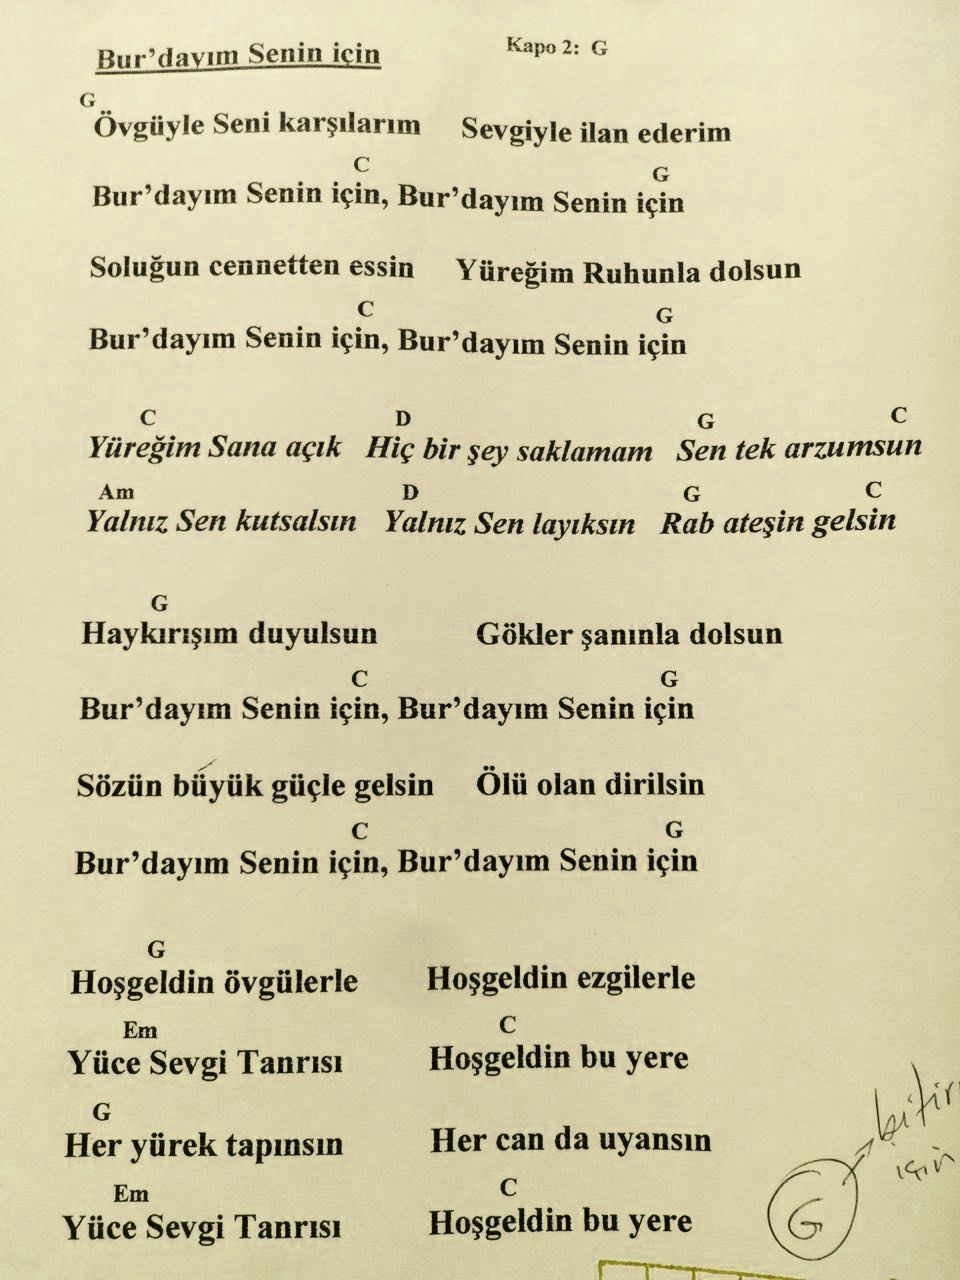 Bur'dayım Senin için Kapo 2: G
G
Övgüyle Seni karşılarım Sevgiyle ilan ederim
C G
Bur'dayım Senin için, Bur'dayım Senin için
Soluğun cennetten essin Yüreğim Ruhunla dolsun
C G
Bur'dayım Senin için, Bur'dayım Senin için
C D G C
Yüreğim Sana açık Hiç bir şey saklamam Sen tek arzumsun
Am D G C
Yalnız Sen kutsalsın Yalnız Sen layıksın Rab ateşin gelsin
G
Haykırışım duyulsun Gökler şanınla dolsun
C G
Bur'dayım Senin için, Bur'dayım Senin için
Sözün büyük güçle gelsin Ölü olan dirilsin
C G
Bur'dayım Senin için, Bur'dayım Senin için
G
Hoşgeldin övgülerle Hoşgeldin ezgilerle
Em C
Yüce Sevgi Tanrısı Hoşgeldin bu yere
G
Her yürek tapınsın Her can da uyansın
Em C
Yüce Sevgi Tanrısı Hoşgeldin bu yere
için
G